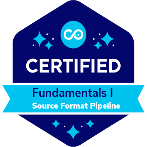 CERTIFIED
Fundamentals I
Source Format Pipeline